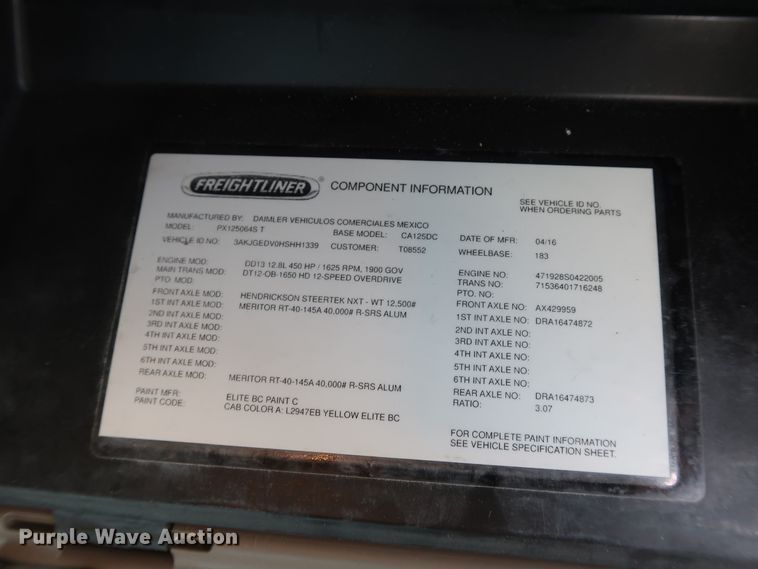 FREIGHTLINER® COMPONENT INFORMATION
SEE VEHICLE ID NO.
WHEN ORDERING PARTS
MANUFACTURED BY: DAIMLER VEHICULOS COMERCIALES MEXICO
MODEL: PX125064S T BASE MODEL: CA125DC DATE OF MFR: 04/16
VEHICLE ID NO: 3AKJGEDV0HSHH1339 CUSTOMER: T08552 WHEELBASE: 183
ENGINE MOD: DD13 12.8L 450 HP / 1625 RPM, 1900 GOV ENGINE NO: 471928S0422005
MAIN TRANS MOD: DT12-OB-1650 HD 12-SPEED OVERDRIVE TRANS NO: 71536401716248
PTO. MOD: PTO. NO:
FRONT AXLE MOD: HENDRICKSON STEERTEK NXT - WT 12,500# FRONT AXLE NO: AX429959
1ST INT AXLE MOD: MERITOR RT-40-145A 40,000# R-SRS ALUM 1ST INT AXLE NO: DRA16474872
2ND INT AXLE MOD: 2ND INT AXLE NO:
3RD INT AXLE MOD: 3RD INT AXLE NO:
4TH INT AXLE MOD: 4TH INT AXLE NO:
5TH INT AXLE MOD: 5TH INT AXLE NO:
6TH INT AXLE MOD: 6TH INT AXLE NO:
REAR AXLE MOD: MERITOR RT-40-145A 40,000# R-SRS ALUM REAR AXLE NO: DRA16474873
RATIO: 3.07
PAINT MFR: ELITE BC PAINT C
PAINT CODE: CAB COLOR A: L2947EB YELLOW ELITE BC
FOR COMPLETE PAINT INFORMATION
SEE VEHICLE SPECIFICATION SHEET.
Purple Wave Auction®